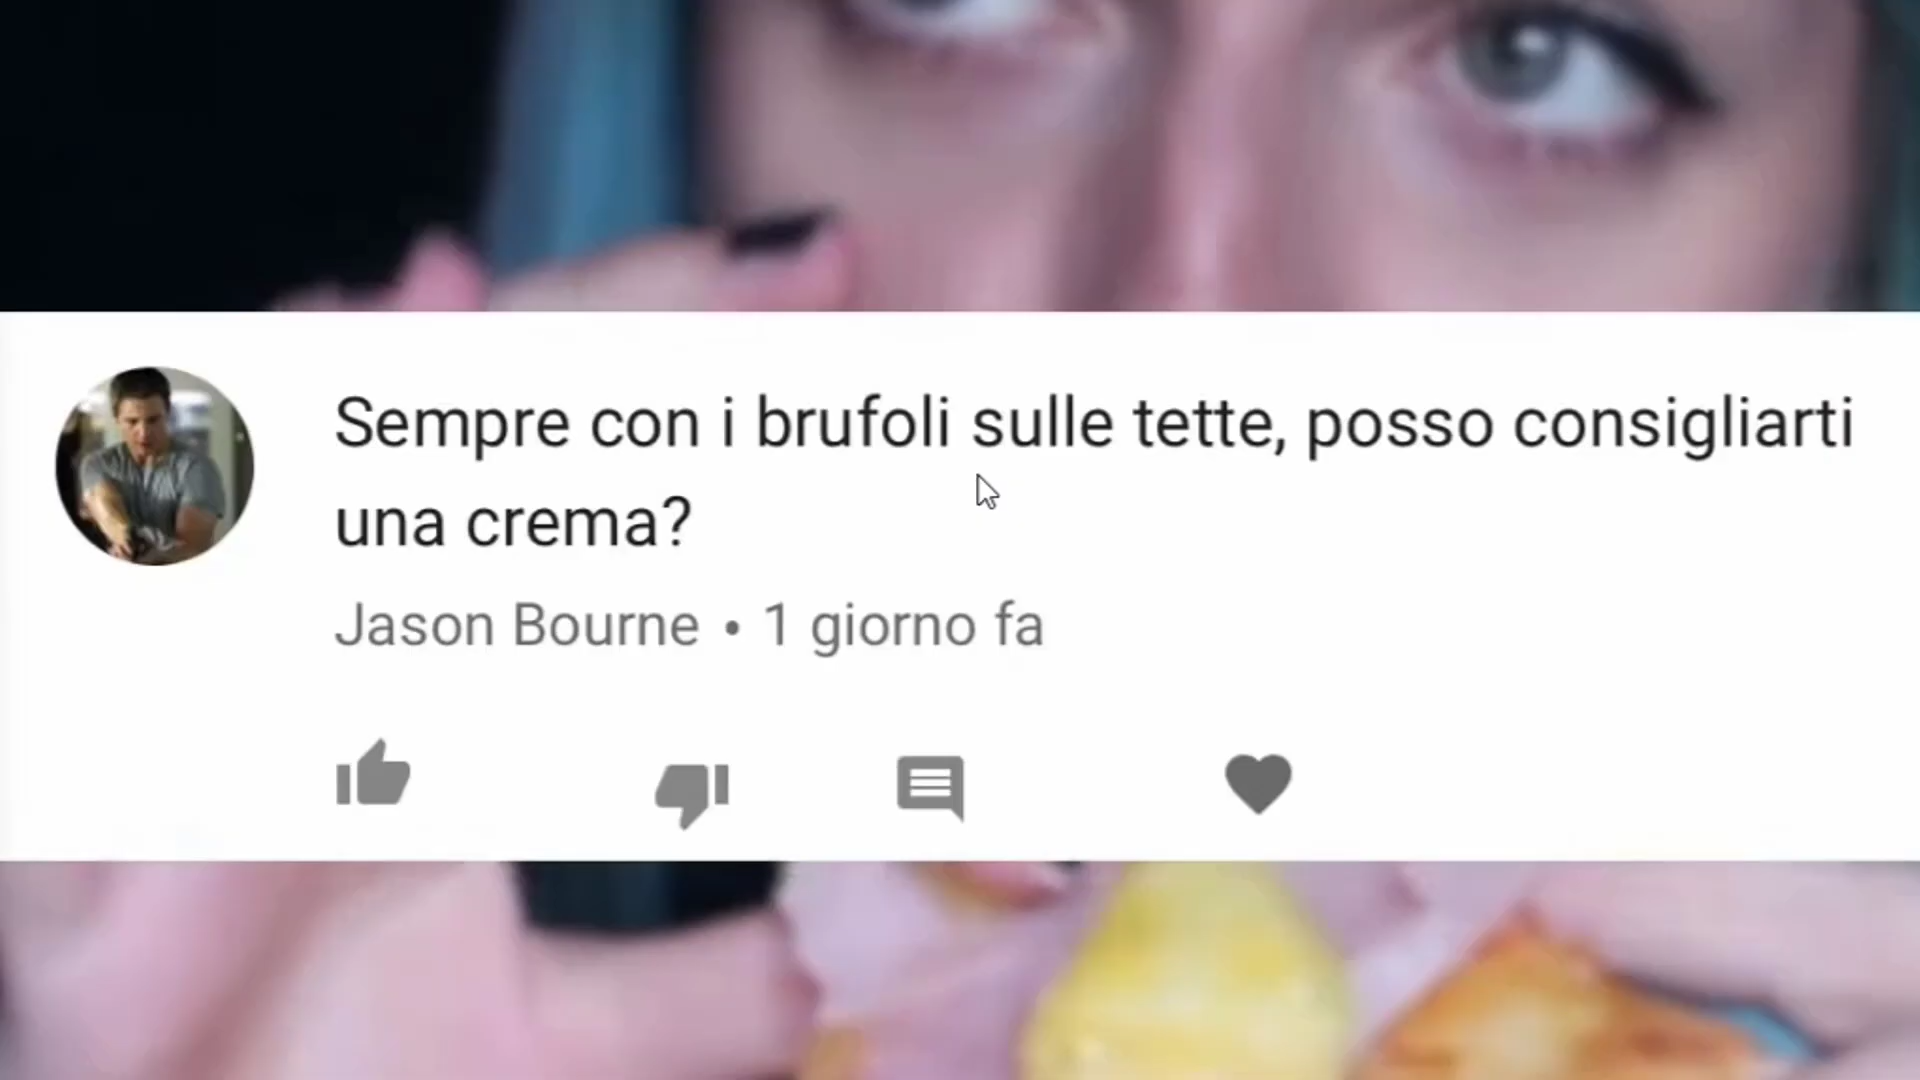 Sempre con i brufoli sulle tette, posso consigliarti
una crema?
Jason Bourne • 1 giorno fa